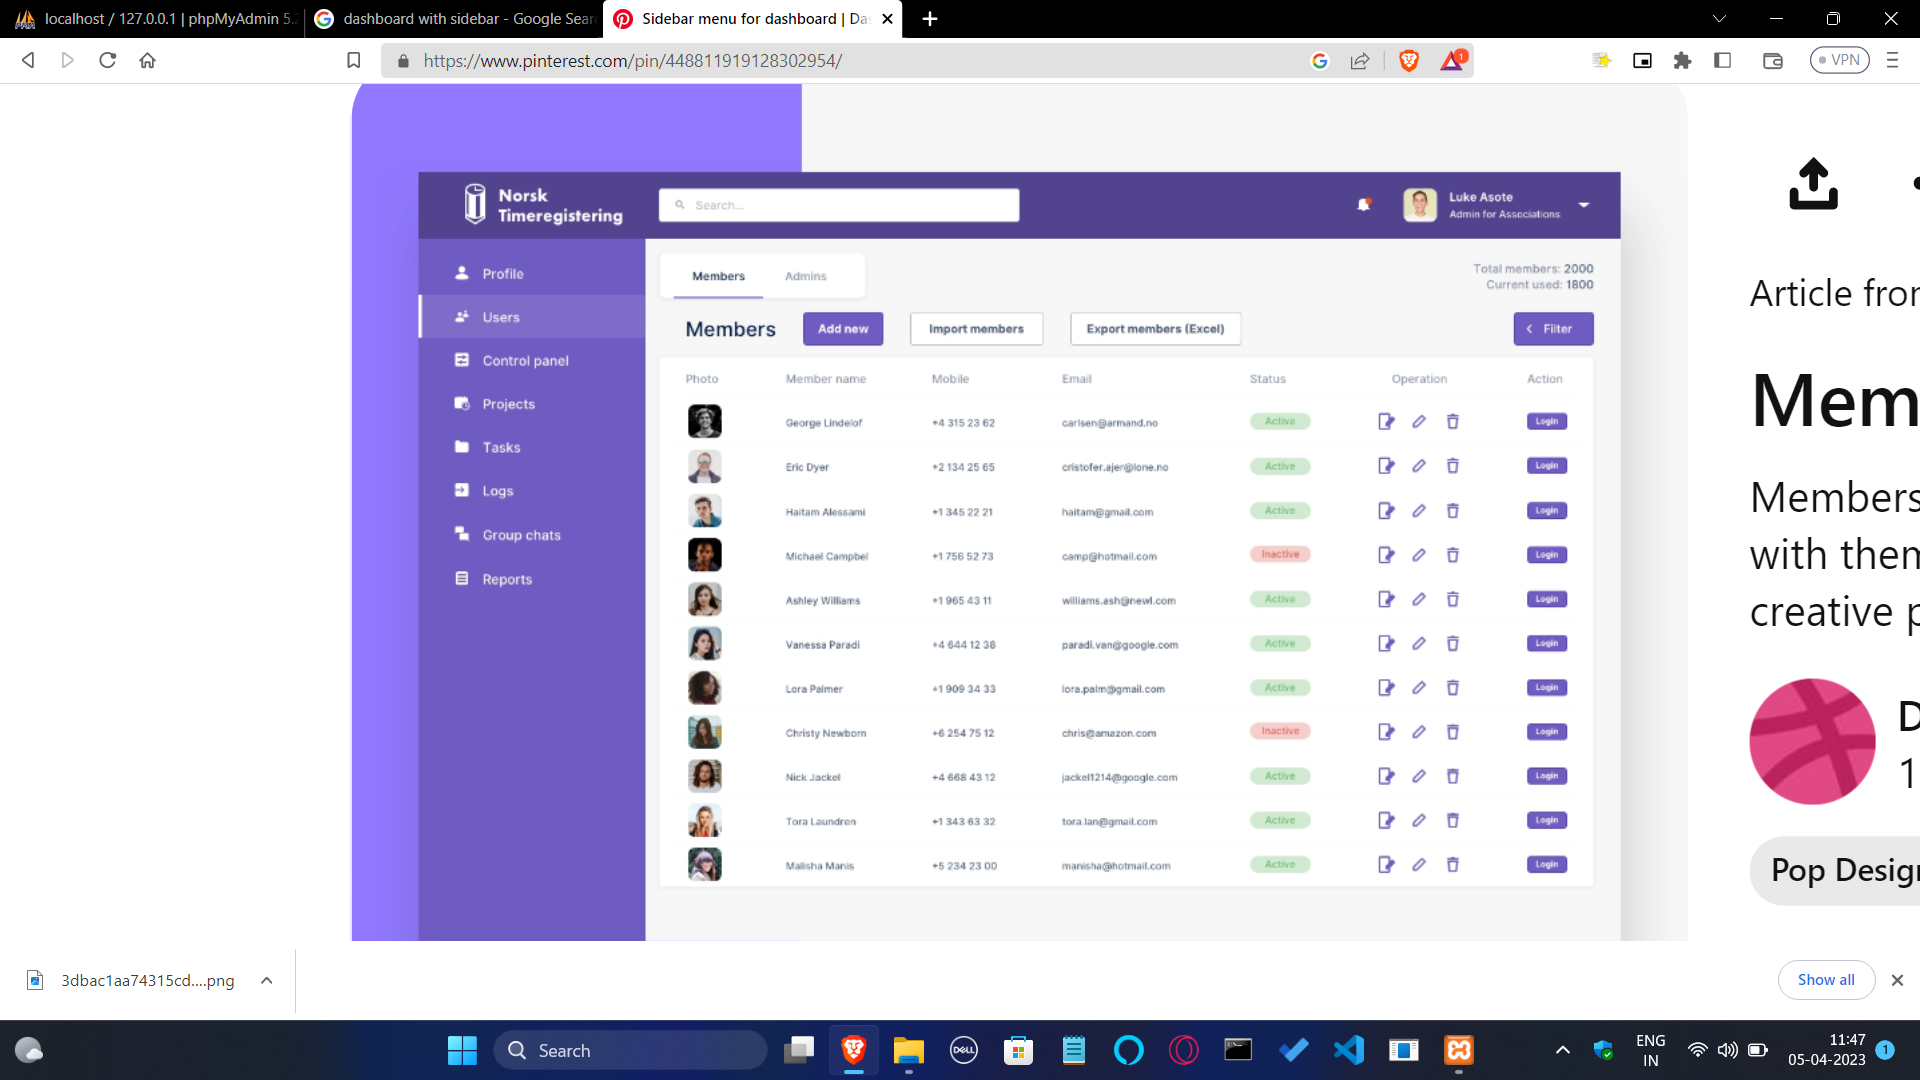 localhost / 127.0.0.1 | phpMyAdmin 5.
dashboard with sidebar - Google Sear
Sidebar menu for dashboard | Da
https://www.pinterest.com/pin/448811919128302954/
1
VPN
Norsk
Timeregistering
Search...
Luke Asote
Admin for Associations
Profile
Users
Control panel
Projects
Tasks
Logs
Group chats
Reports
Members Admins
Total members: 2000
Current used: 1800
Members Add new Import members Export members (Excel) Filter
Photo Member name Mobile Email Status Operation Action
George Lindelof +4 315 23 62 carlsen@armand.no Active Login
Eric Dyer +2 134 25 65 cristofer.ajer@lone.no Active Login
Haitam Alessami +1 345 22 21 haitam@gmail.com Active Login
Michael Campbel +1 756 52 73 camp@hotmail.com Inactive Login
Ashley Williams +1 965 43 11 williams.ash@newl.com Active Login
Vanessa Paradi +4 644 12 38 paradi.van@google.com Active Login
Lora Palmer +1 909 34 33 lora.palm@gmail.com Active Login
Christy Newborn +6 254 75 12 chris@amazon.com Inactive Login
Nick Jackel +4 668 43 12 jackel1214@google.com Active Login
Tora Laundren +1 343 63 32 tora.lan@gmail.com Active Login
Malisha Manis +5 234 23 00 manisha@hotmail.com Active Login
Article from
Mem
Members
with them
creative p
D
1
Pop Design
3dbac1aa74315cd....png
Show all
Search
DELL
ENG
IN
11:47
05-04-2023
1